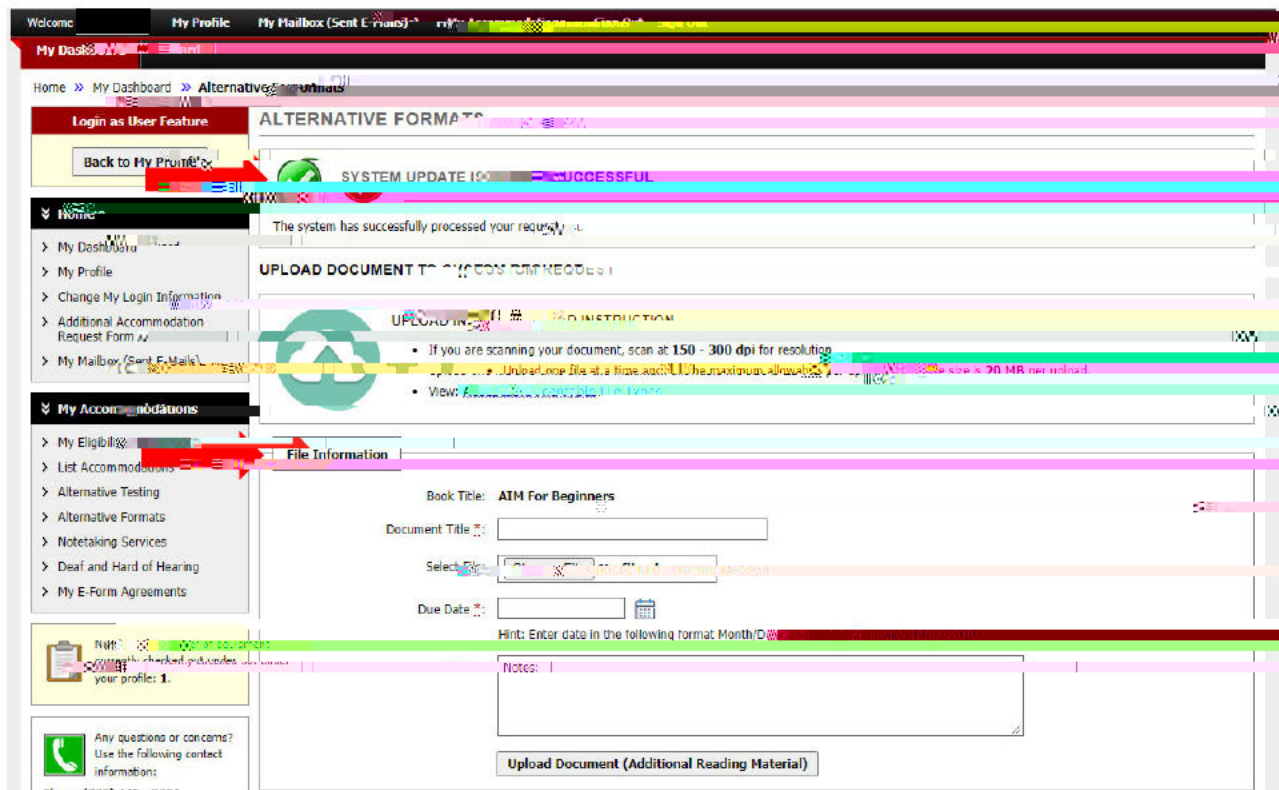 Welcome My Profile My Mailbox (Sent E-Mails)
My Dashboard
Home » My Dashboard » Alternative Formats
Login as User Feature
Back to My Profile
Home
My Dashboard
My Profile
Change My Login Information
Additional Accommodation
Request Form
My Mailbox (Sent E-Mails)
My Accommodations
My Eligibility
List Accommodations
Alternative Testing
Alternative Formats
Notetaking Services
Deaf and Hard of Hearing
My E-Form Agreements
your profile: 1.
Any questions or concerns?
Use the following contact
information:
ALTERNATIVE FORMATS
SYSTEM UPDATE IS SUCCESSFUL
The system has successfully processed your request.
UPLOAD DOCUMENT TO REQUEST
UPLOAD INSTRUCTION
If you are scanning your document, scan at 150 - 300 dpi for resolution
Upload one file at a time and the maximum allowable size is 20 MB per upload
View:
File Information
Book Title: AIM For Beginners
Document Title *:
Select File
Due Date *:
Hint: Enter date in the following format Month/
Notes:
Upload Document (Additional Reading Material)